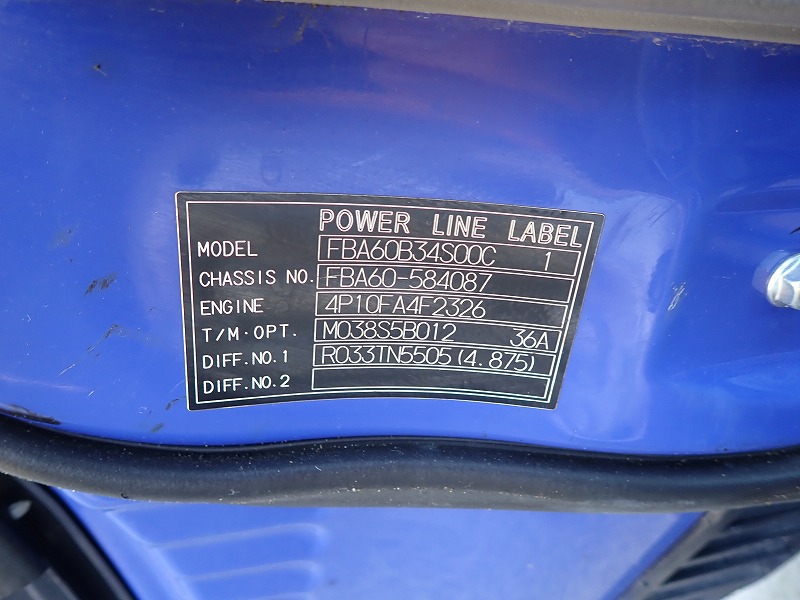 POWER LINE LABEL
MODEL FBA60B34S00C 1
CHASSIS NO. FBA60-584087
ENGINE 4P10FA4F2326
T/M·OPT. M038S5B012 36A
DIFF.NO.1 R033TN5505(4.875)
DIFF.NO.2